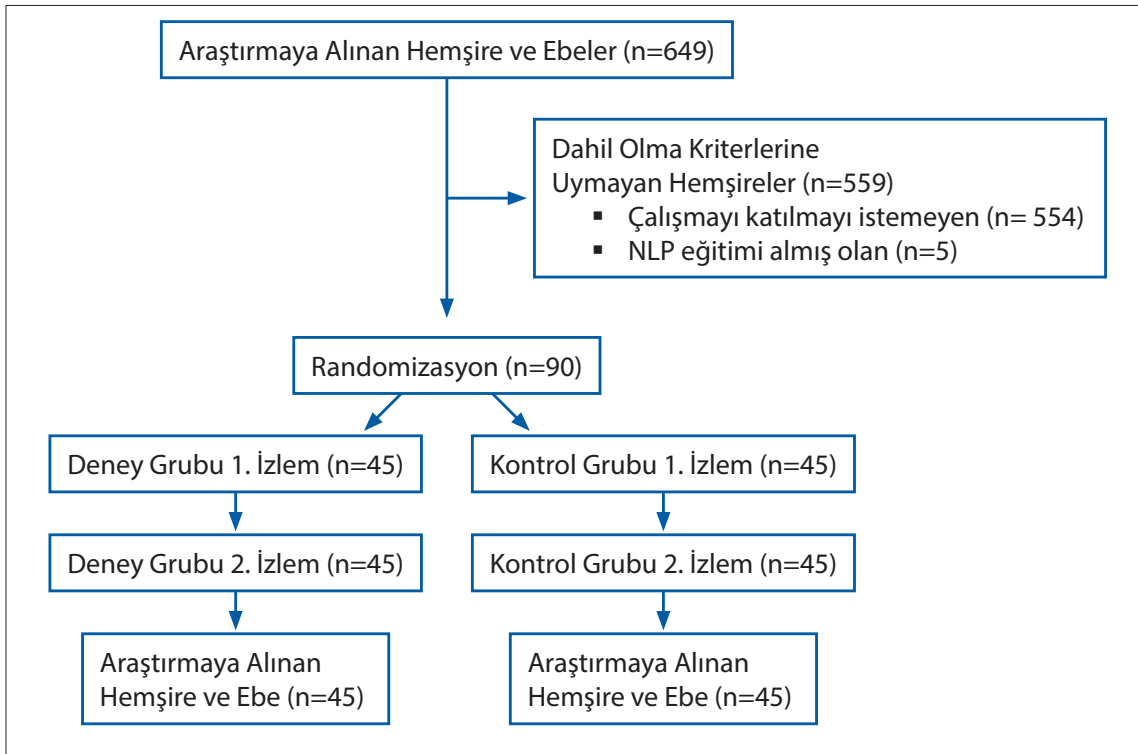 Araştırmaya Alınan Hemşire ve Ebeler (n=649)
Dahil Olma Kriterlerine
Uymayan Hemşireler (n=559)
▪ Çalışmayı katılmayı istemeyen (n= 554)
▪ NLP eğitimi almış olan (n=5)
Randomizasyon (n=90)
Deney Grubu 1. İzlem (n=45)
Kontrol Grubu 1. İzlem (n=45)
Deney Grubu 2. İzlem (n=45)
Kontrol Grubu 2. İzlem (n=45)
Araştırmaya Alınan
Hemşire ve Ebe (n=45)
Araştırmaya Alınan
Hemşire ve Ebe (n=45)